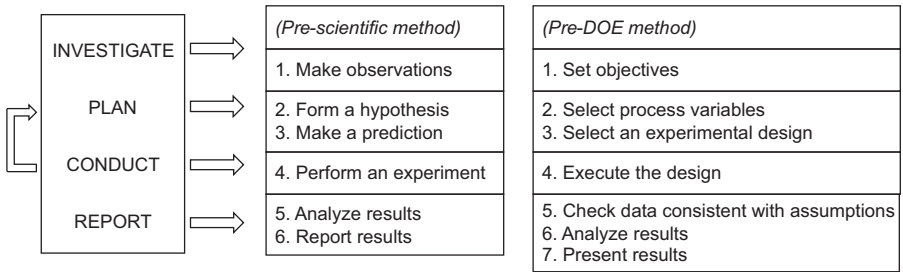 INVESTIGATE
PLAN
CONDUCT
REPORT
(Pre-scientific method)
1. Make observations
2. Form a hypothesis
3. Make a prediction
4. Perform an experiment
5. Analyze results
6. Report results
(Pre-DOE method)
1. Set objectives
2. Select process variables
3. Select an experimental design
4. Execute the design
5. Check data consistent with assumptions
6. Analyze results
7. Present results